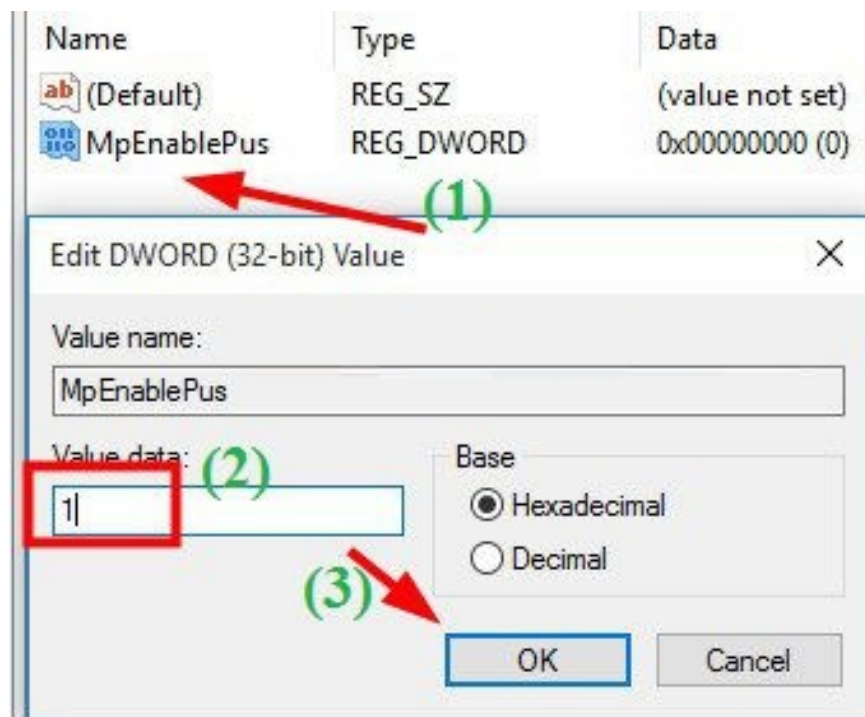 Name Type Data
(Default) REG_SZ (value not set)
MpEnablePus REG_DWORD 0x00000000 (0)
(1)
Edit DWORD (32-bit) Value
Value name:
MpEnablePus
Value data: (2) Base
1 Hexadecimal
Decimal
(3)
OK Cancel